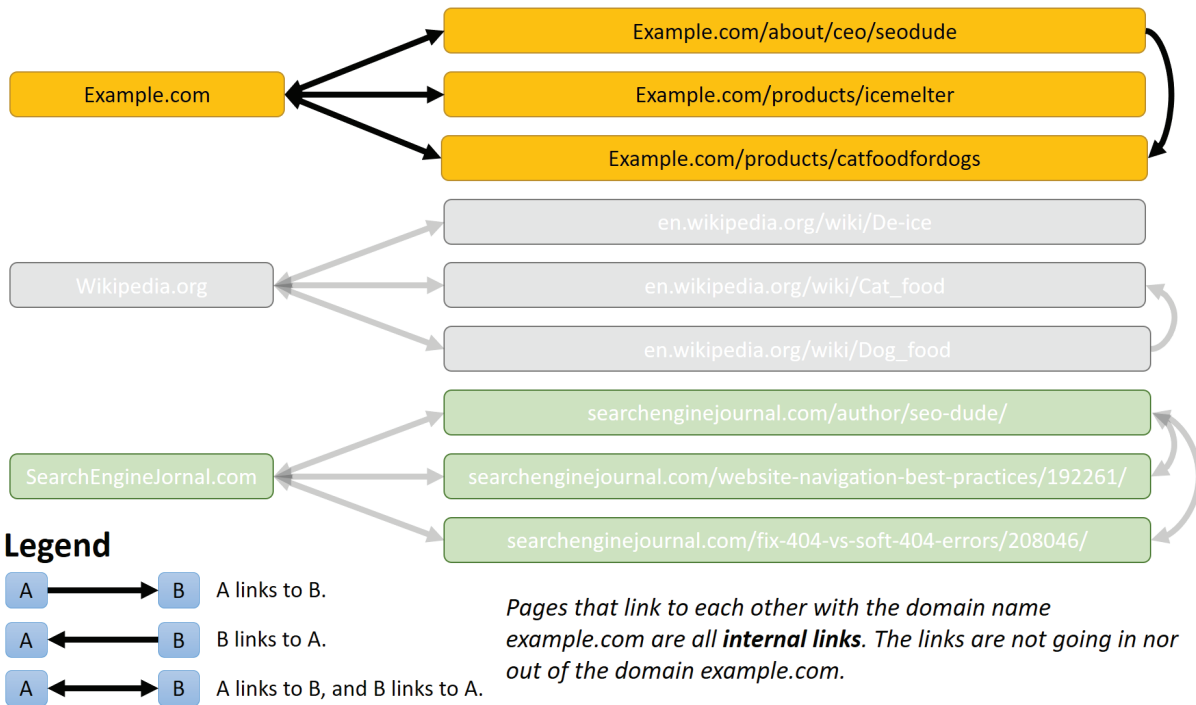 Example.com
Example.com/about/ceo/seodude
Example.com/products/icemelter
Example.com/products/catfoodfordogs
Wikipedia.org
en.wikipedia.org/wiki/De-ice
en.wikipedia.org/wiki/Cat_food
en.wikipedia.org/wiki/Dog_food
SearchEngineJornal.com
searchenginejournal.com/author/seo-dude/
searchenginejournal.com/website-navigation-best-practices/192261/
searchenginejournal.com/fix-404-vs-soft-404-errors/208046/
Legend
A B A links to B.
A B B links to A.
A B A links to B, and B links to A.
Pages that link to each other with the domain name
example.com are all internal links. The links are not going in nor
out of the domain example.com.